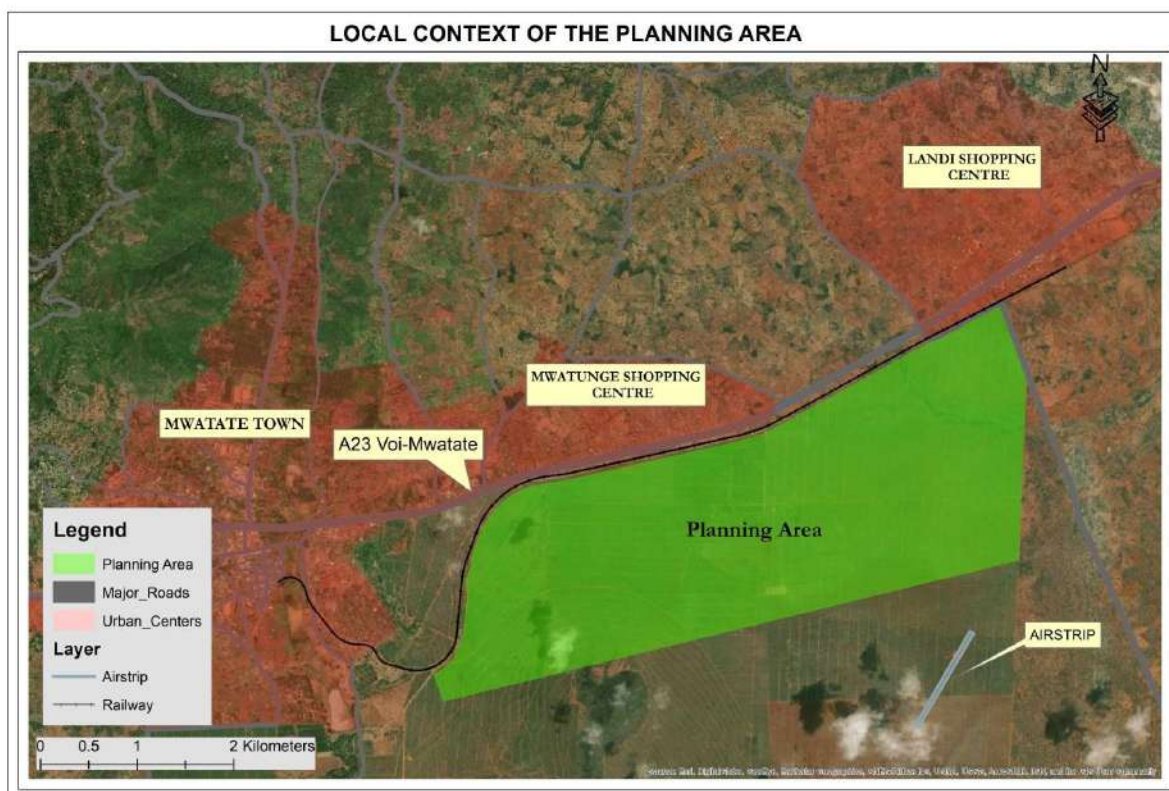 LOCAL CONTEXT OF THE PLANNING AREA
N
LANDI SHOPPING
CENTRE
MWATUNGE SHOPPING
CENTRE
MWATATE TOWN
A23 Voi-Mwatate
Planning Area
AIRSTRIP
Legend
Planning Area
Major_Roads
Urban_Centers
Layer
Airstrip
Railway
0 0.5 1 2 Kilometers